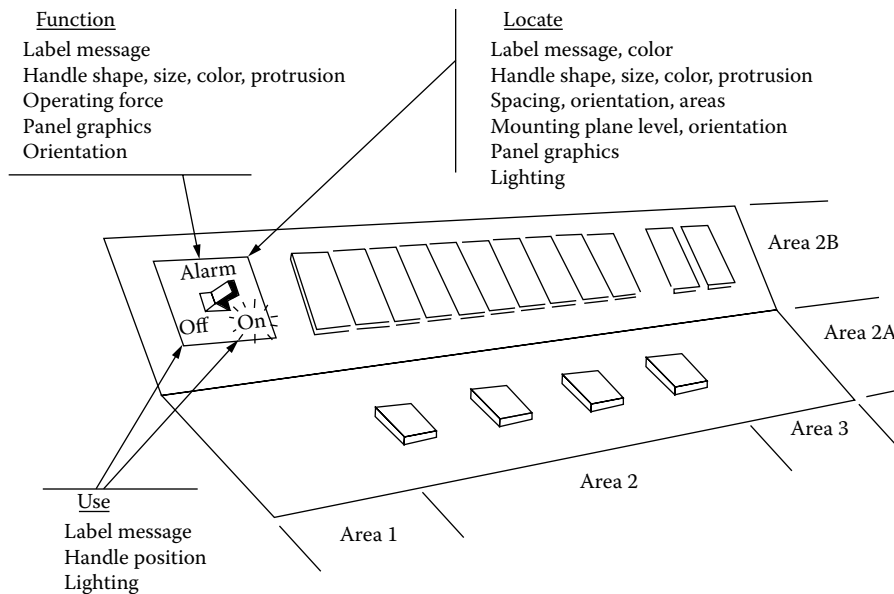 Function
Label message
Handle shape, size, color, protrusion
Operating force
Panel graphics
Orientation
Locate
Label message, color
Handle shape, size, color, protrusion
Spacing, orientation, areas
Mounting plane level, orientation
Panel graphics
Lighting
Area 2B
Alarm
Off
On
Area 2A
Area 3
Area 2
Area 1
Use
Label message
Handle position
Lighting